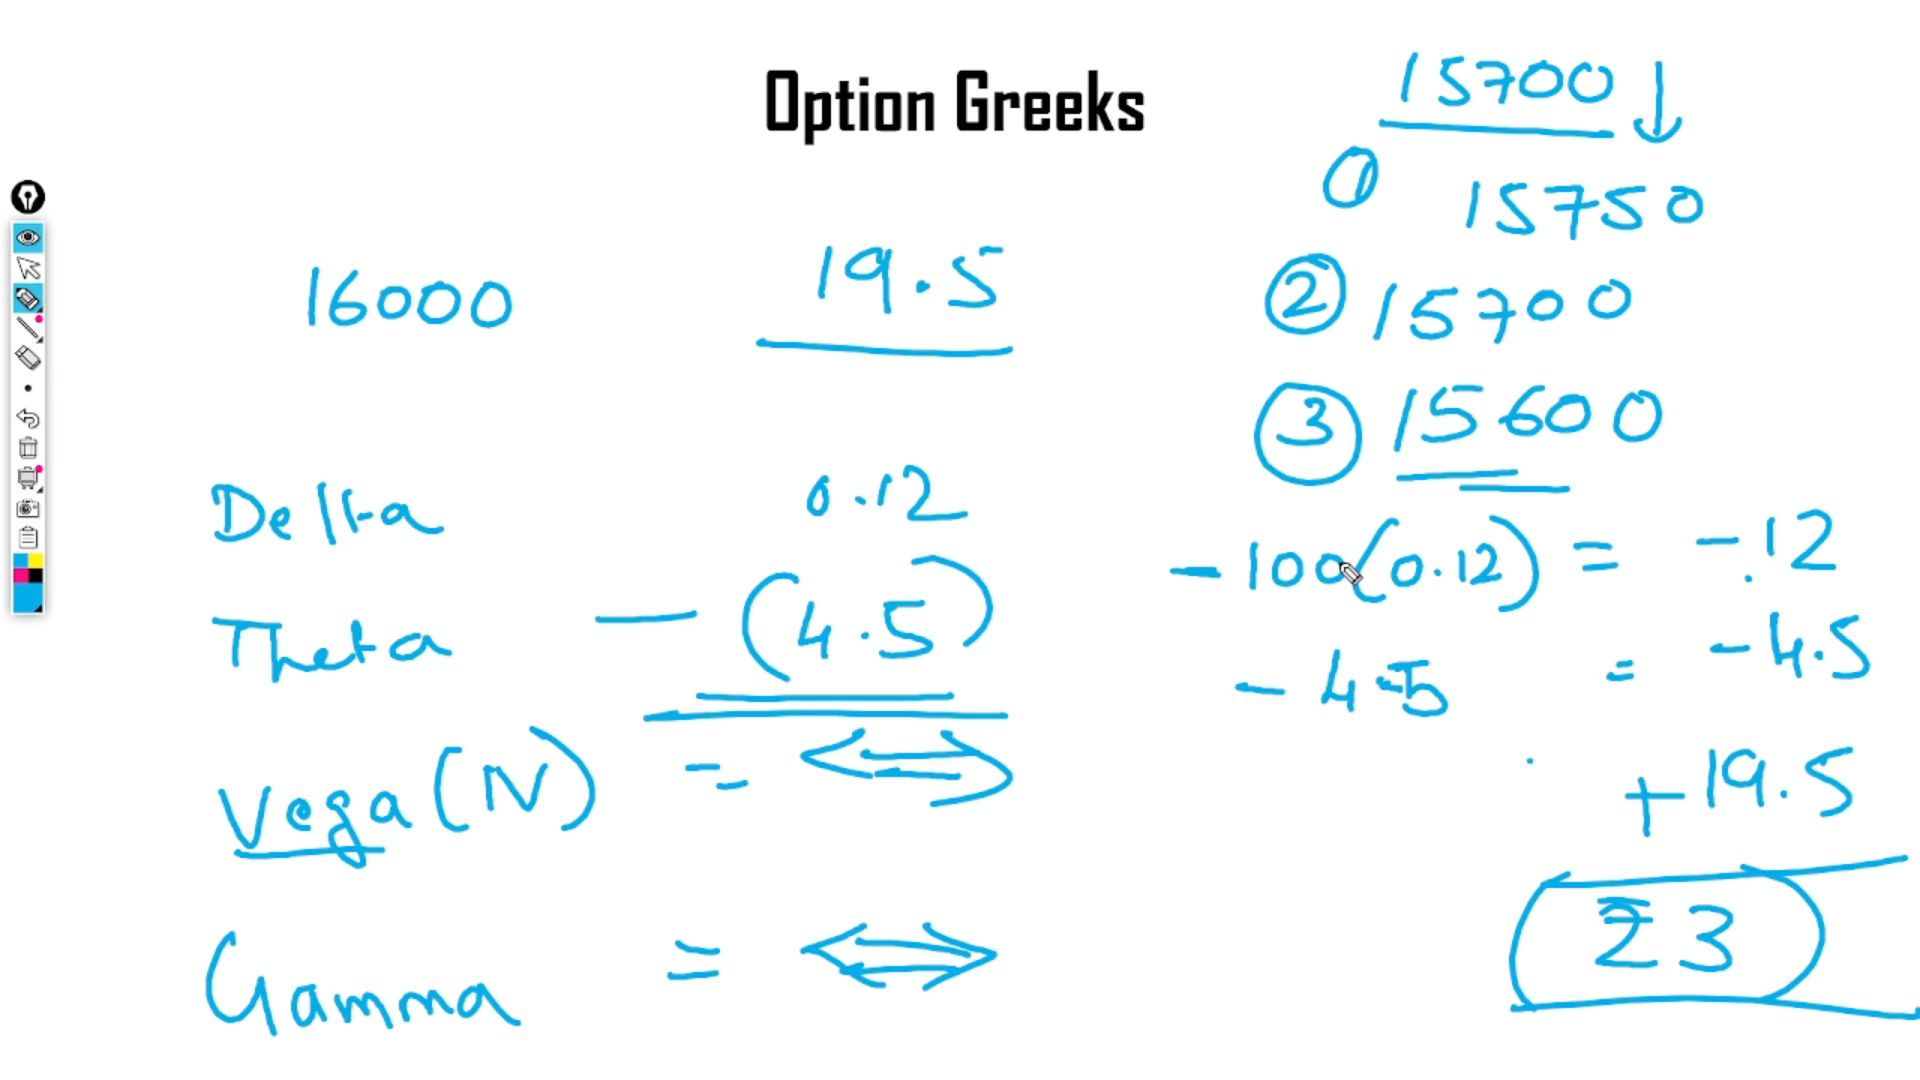 Option Greeks
15700 ↓
1 15750
16000 19.5
2 15700
3 15600
Delta 0.12
-100(0.12) = -12
Theta - (4.5)
-4.5 = -4.5
Vega (IV) =
+19.5
₹3
Gamma =